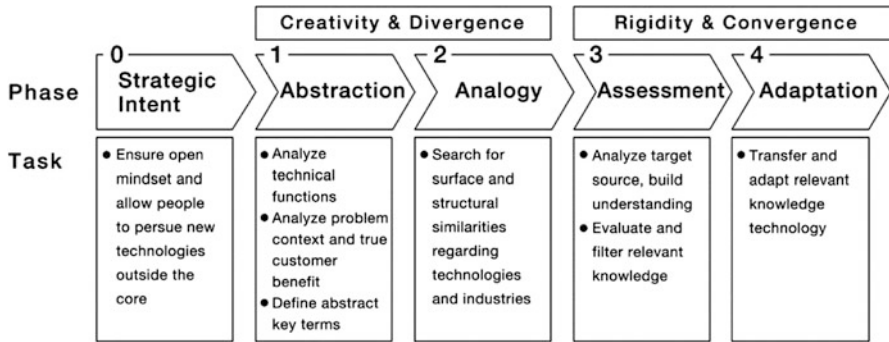 Creativity & Divergence
Rigidity & Convergence
Phase
0
Strategic
Intent
1
Abstraction
2
Analogy
3
Assessment
4
Adaptation
Task
● Ensure open
mindset and
allow people
to persue new
technologies
outside the
core
● Analyze
technical
functions
● Analyze problem
context and true
customer
benefit
● Define abstract
key terms
● Search for
surface and
structural
similarities
regarding
technologies
and industries
● Analyze target
source, build
understanding
● Evaluate and
filter relevant
knowledge
● Transfer and
adapt relevant
knowledge
technology